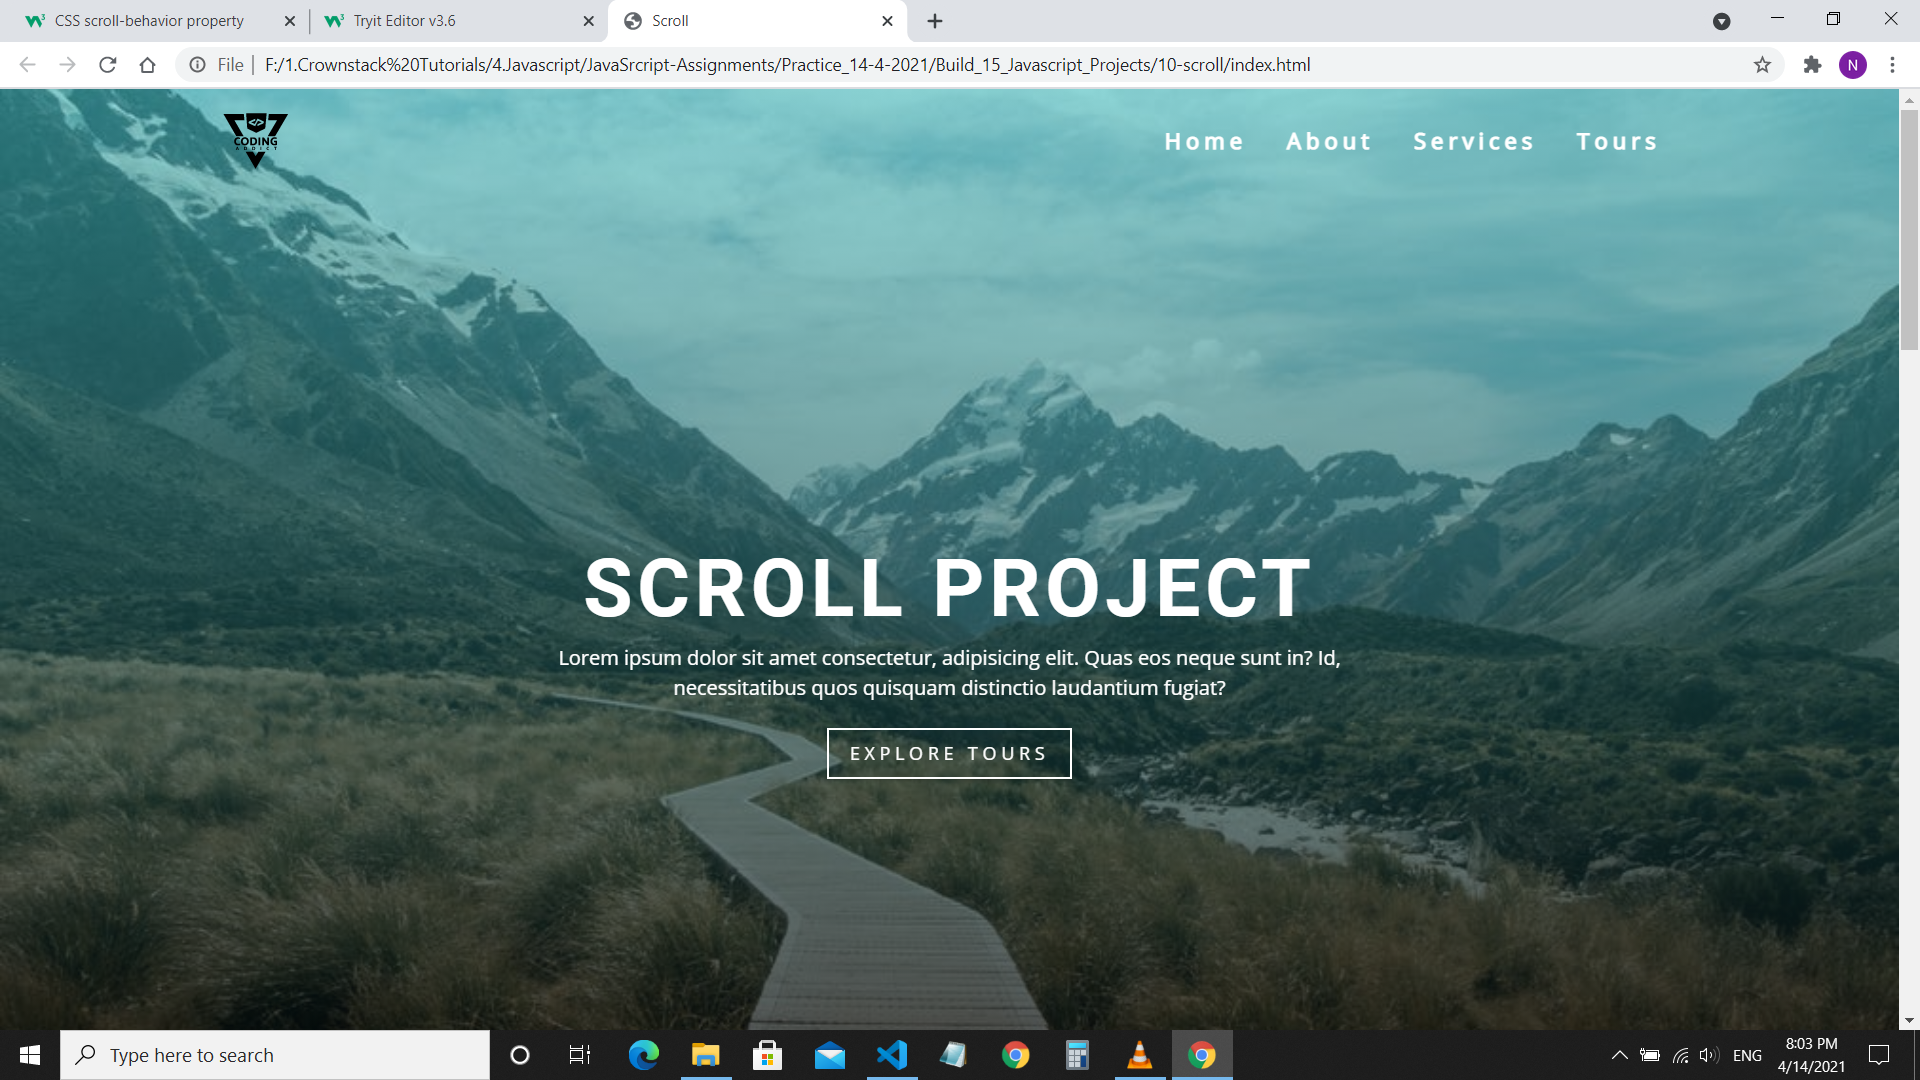 CSS scroll-behavior property
Tryit Editor v3.6
Scroll
File
F:/1.Crownstack%20Tutorials/4.Javascript/JavaSrcript-Assignments/Practice_14-4-2021/Build_15_Javascript_Projects/10-scroll/index.html
N
CODING
ADDICT
Home About Services Tours
SCROLL PROJECT
Lorem ipsum dolor sit amet consectetur, adipisicing elit. Quas eos neque sunt in? Id,
necessitatibus quos quisquam distinctio laudantium fugiat?
EXPLORE TOURS
Type here to search
ENG
8:03 PM
4/14/2021